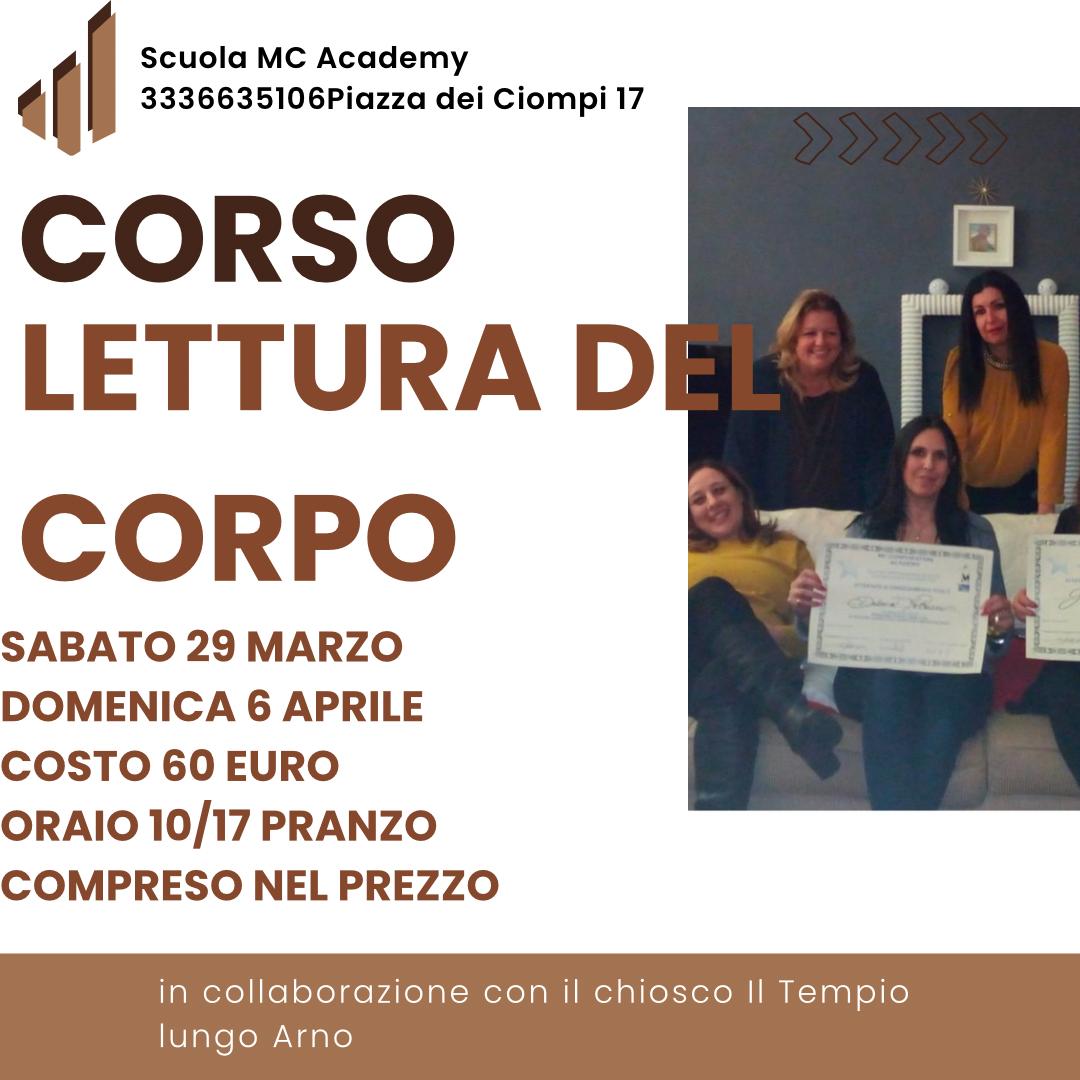 Scuola MC Academy
3336635106Piazza dei Ciompi 17
CORSO
LETTURA DEL
CORPO
SABATO 29 MARZO
DOMENICA 6 APRILE
COSTO 60 EURO
ORAIO 10/17 PRANZO
COMPRESO NEL PREZZO
in collaborazione con il chiosco Il Tempio
lungo Arno